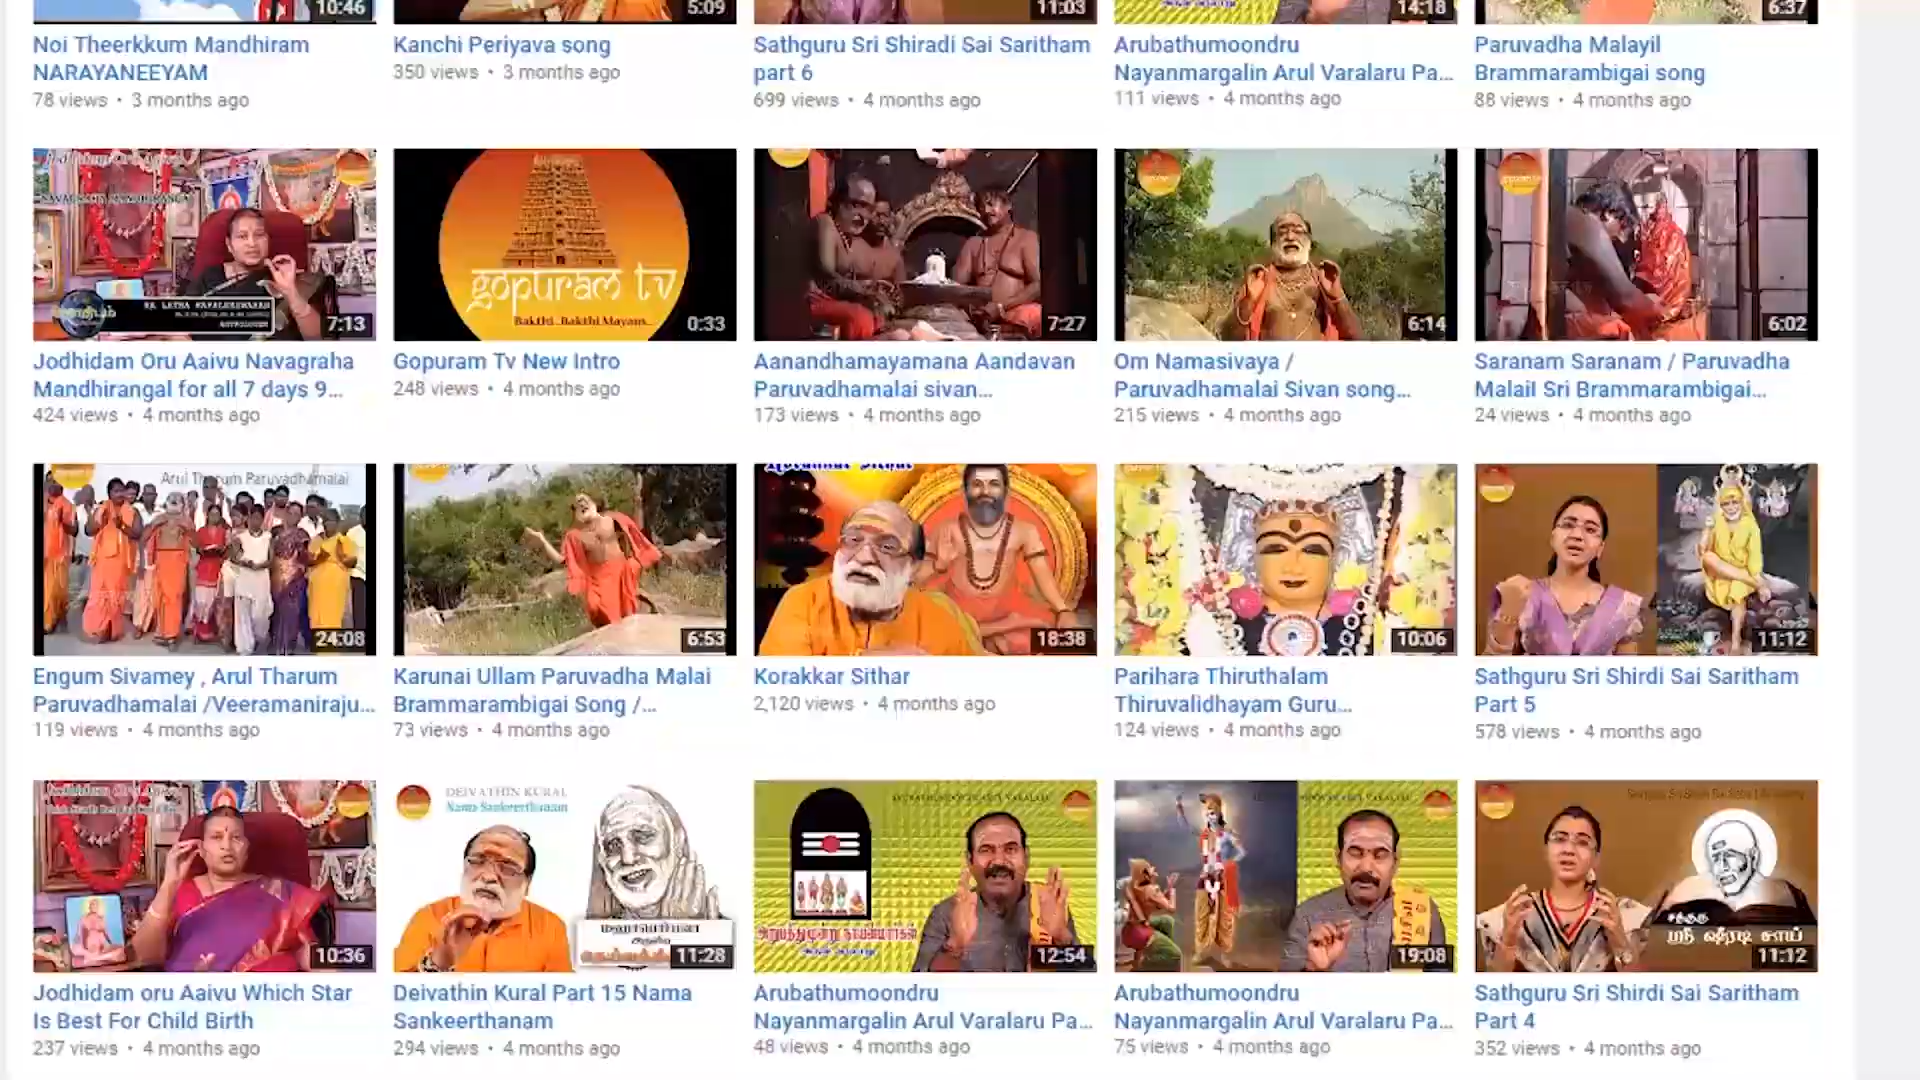 10:46
5:09
11:03
14:18
6:37
Noi Theerkkum Mandhiram
NARAYANEEYAM
78 views • 3 months ago
Kanchi Periyava song
350 views • 3 months ago
Sathguru Sri Shiradi Sai Saritham
part 6
699 views • 4 months ago
Arubathumoondru
Nayanmargalin Arul Varalaru Pa...
111 views • 4 months ago
Paruvadha Malayil
Brammarambigai song
88 views • 4 months ago
7:13
gopuram tv
Bakthi..Bakthi Mayam...
0:33
7:27
6:14
6:02
Jodhidam Oru Aaivu Navagraha
Mandhirangal for all 7 days 9...
424 views • 4 months ago
Gopuram Tv New Intro
248 views • 4 months ago
Aanandhamayamana Aandavan
Paruvadhamalai sivan...
173 views • 4 months ago
Om Namasivaya /
Paruvadhamalai Sivan song...
215 views • 4 months ago
Saranam Saranam / Paruvadha
Malail Sri Brammarambigai...
24 views • 4 months ago
Arul Tharum Paruvadhamalai
24:08
6:53
18:38
10:06
11:12
Engum Sivamey , Arul Tharum
Paruvadhamalai /Veeramaniraju...
119 views • 4 months ago
Karunai Ullam Paruvadha Malai
Brammarambigai Song /...
73 views • 4 months ago
Korakkar Sithar
2,120 views • 4 months ago
Parihara Thiruthalam
Thiruvalidhayam Guru...
124 views • 4 months ago
Sathguru Sri Shirdi Sai Saritham
Part 5
578 views • 4 months ago
10:36
DEIVATHIN KURAL
Nama Sankeerthanam
11:28
12:54
19:08
11:12
Jodhidam oru Aaivu Which Star
Is Best For Child Birth
237 views • 4 months ago
Deivathin Kural Part 15 Nama
Sankeerthanam
294 views • 4 months ago
Arubathumoondru
Nayanmargalin Arul Varalaru Pa...
48 views • 4 months ago
Arubathumoondru
Nayanmargalin Arul Varalaru Pa...
75 views • 4 months ago
Sathguru Sri Shirdi Sai Saritham
Part 4
352 views • 4 months ago